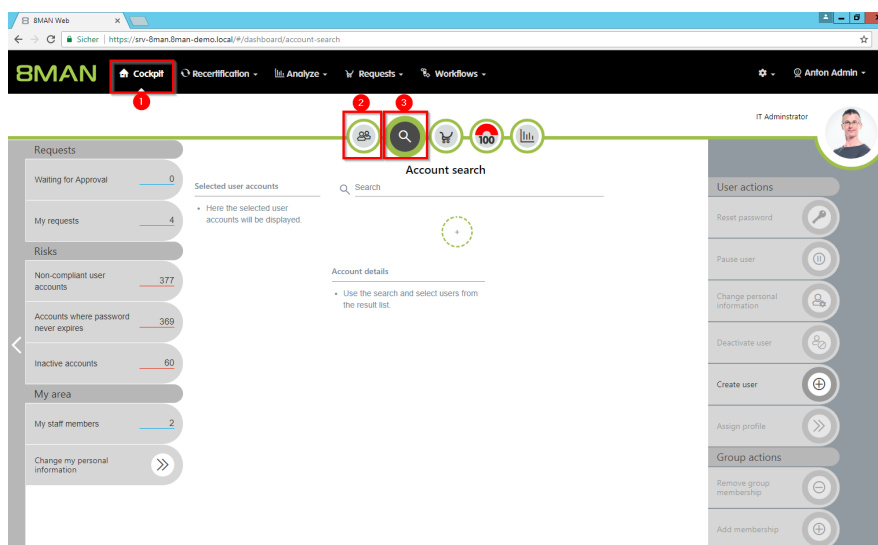 8MAN Web
Sicher | https://srv-8man.8man-demo.local/#/dashboard/account-search
8MAN
Cockpit
Recertification
Analyze
Requests
Workflows
Anton Admin
1
2
3
IT Adminstrator
100
Requests
Waiting for Approval 0
My requests 4
Risks
Non-compliant user
accounts 377
Accounts where password
never expires 369
Inactive accounts 60
My area
My staff members 2
Change my personal
information
Account search
Selected user accounts
Search
• Here the selected user
accounts will be displayed.
Account details
• Use the search and select users from
the result list.
User actions
Reset password
Pause user
Change personal
information
Deactivate user
Create user
Assign profile
Group actions
Remove group
membership
Add membership